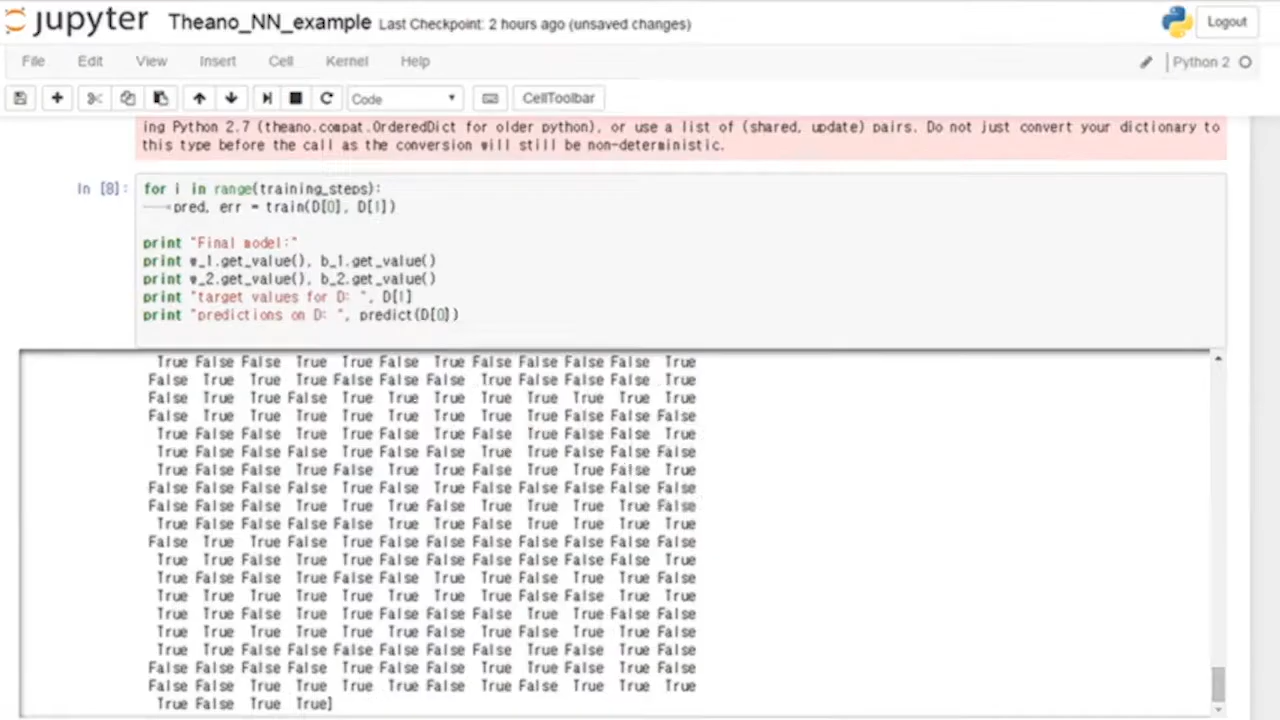 jupyter Theano_NN_example Last Checkpoint: 2 hours ago (unsaved changes) Logout
File Edit View Insert Cell Kernel Help Python 2
Code CellToolbar
ing Python 2.7 (theano.compat.OrderedDict for older python), or use a list of (shared, update) pairs. Do not just convert your dictionary to
this type before the call as the conversion will still be non-deterministic.
In [8]: for i in range(training_steps):
pred, err = train(D[0], D[1])
print "Final model:"
print w_1.get_value(), b_1.get_value()
print w_2.get_value(), b_2.get_value()
print "target values for D: ", D[1]
print "predictions on D: ", predict(D[0])
True False False True True False True False False False False True
False True True True False False False True False False False True
False True True False True True True True True True True True
False True True True True True True True True False False False
True False False True True False True False True False False True
True False False True True False False True True False False False
True False False True False True True False True True False True
False False False False True False True False False False False False
False False False True True True False True True True True False
True False False False False True True False True True True True
False True True False True True False False False False False False
True True False True True False True False False False False True
True False False True False False True True False True True False
True True True True True True True True False False True True
True True False True True False False False True True False False
True True True True True True False True False True True False
True True False False False False False False True False True False
False False False False True False False True True False True False
False False True True True True False True False True True True
True False True True]